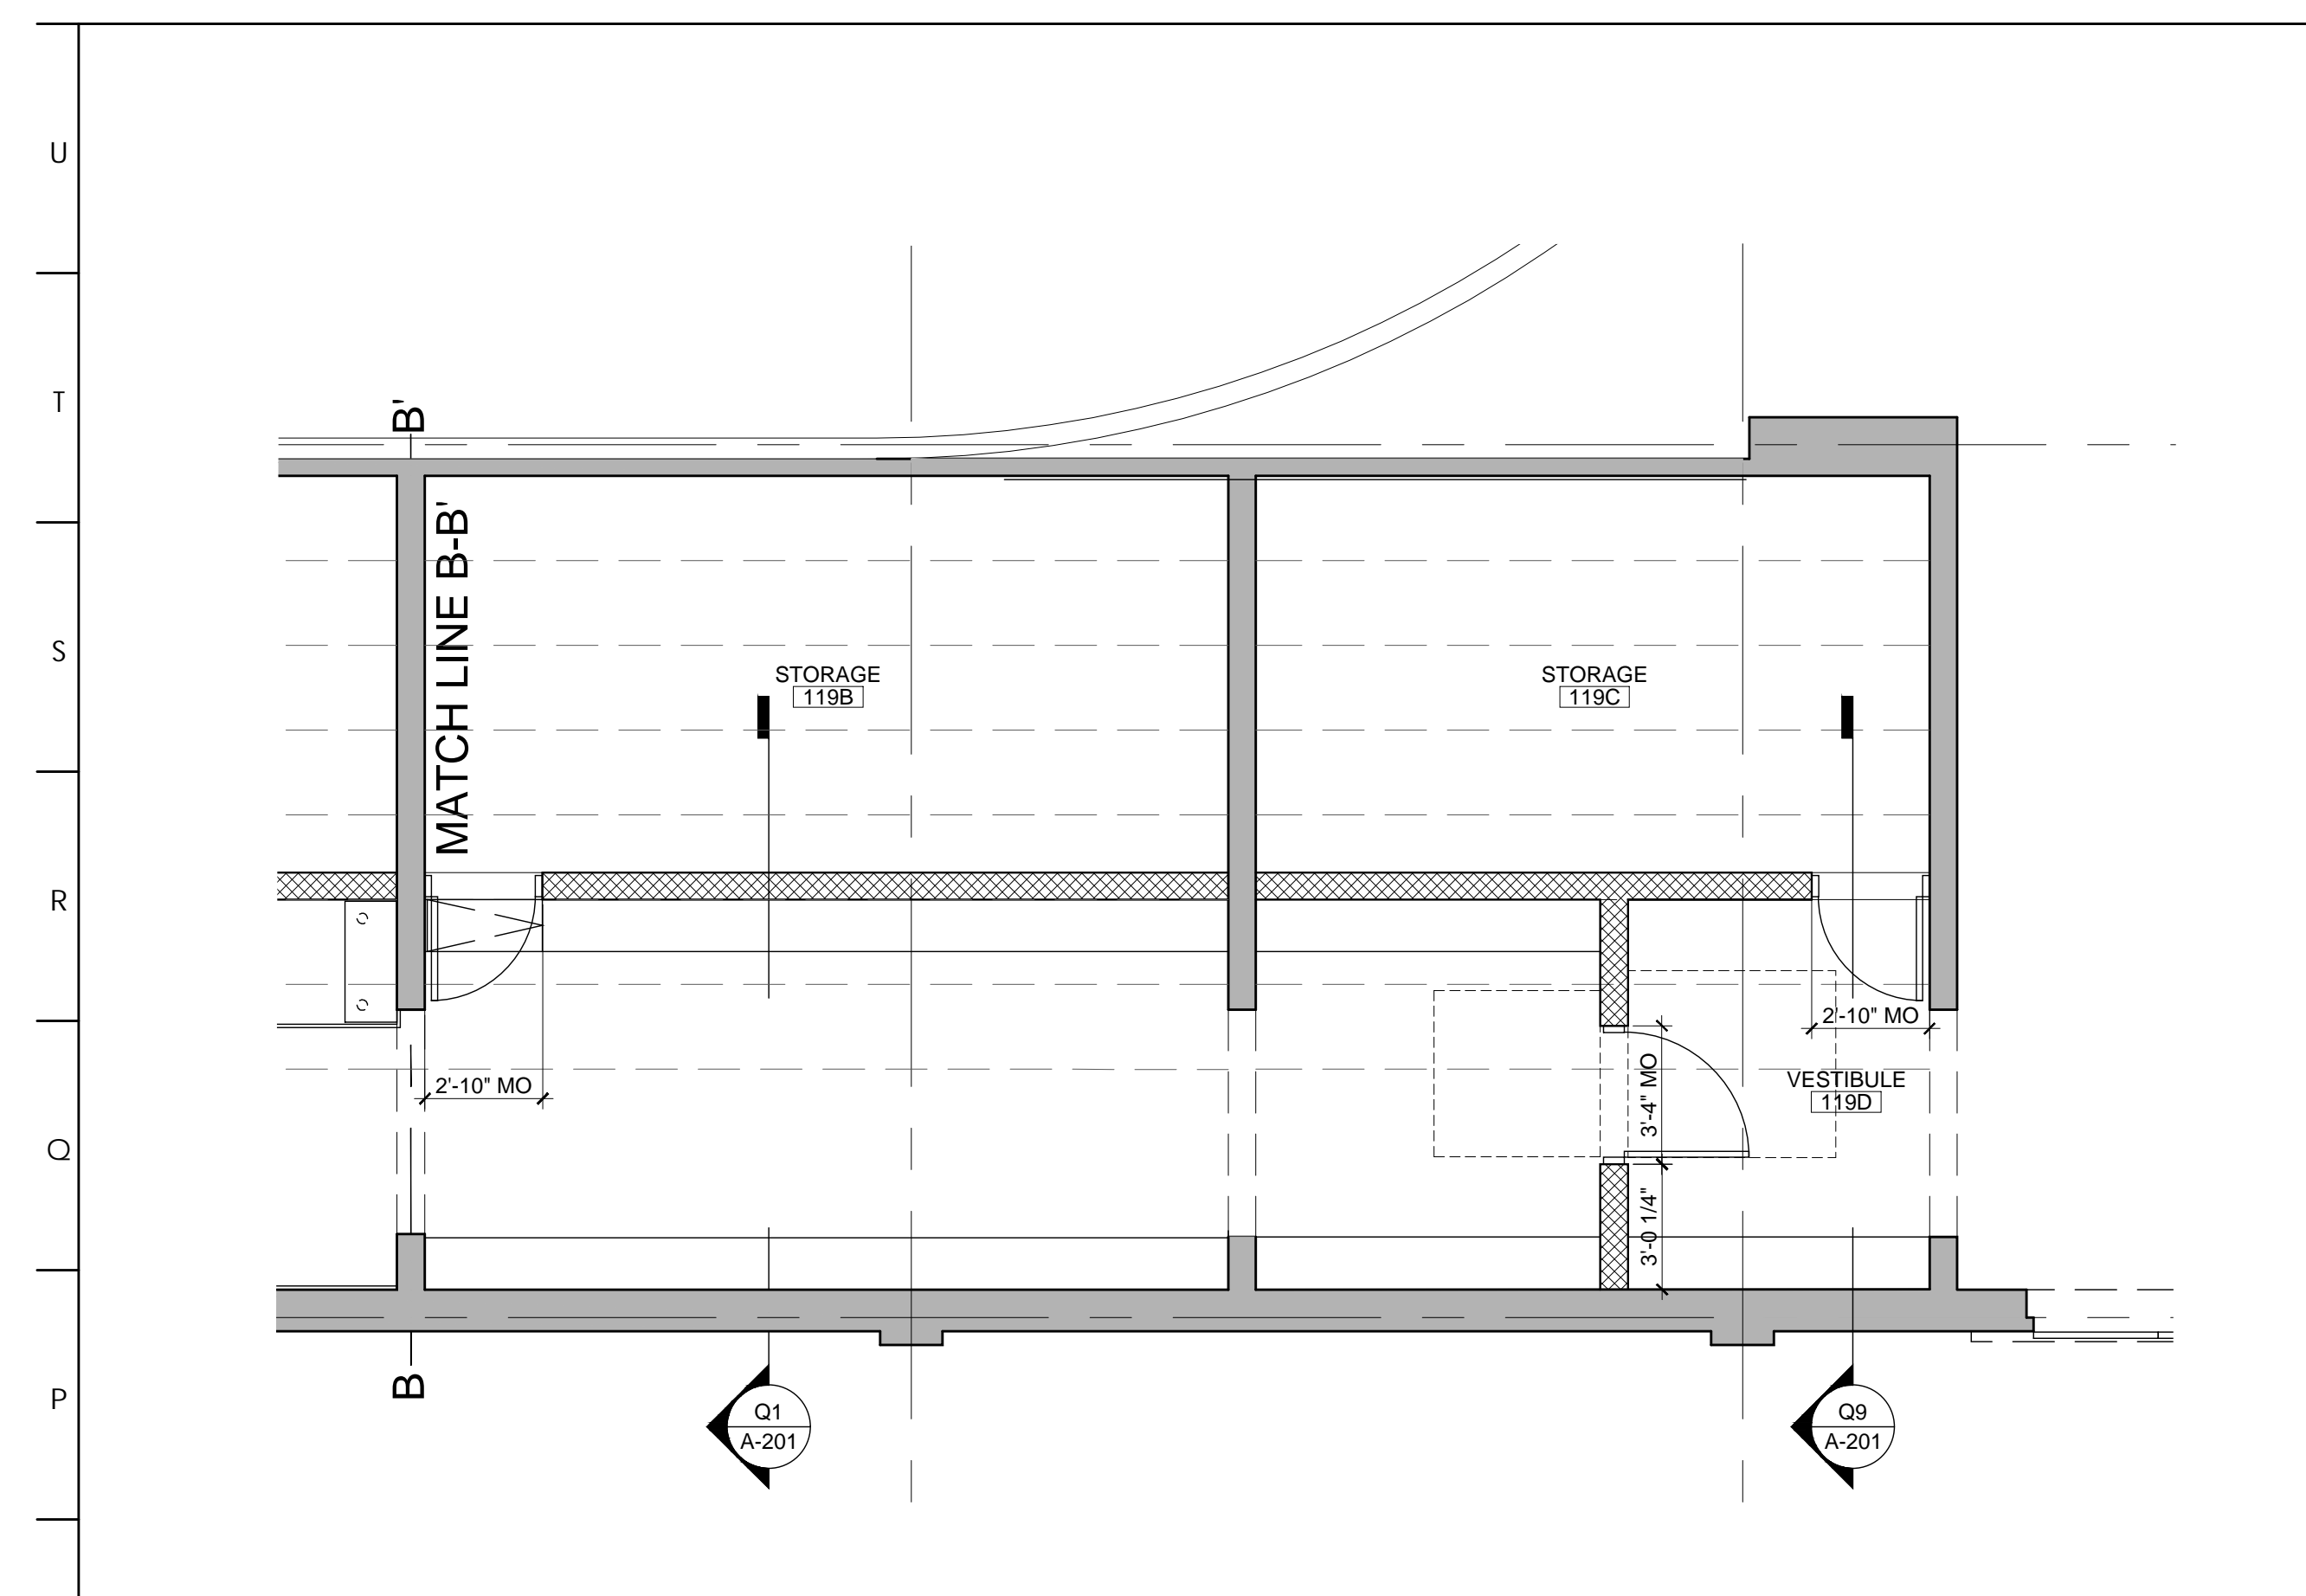 U
T
S
R
Q
P
B'
MATCH LINE B-B'
STORAGE
119B
STORAGE
119C
2'-10" MO
2'-10" MO
3'-4" MO
VESTIBULE
119D
3'-0 1/4"
B
Q1
A-201
Q9
A-201